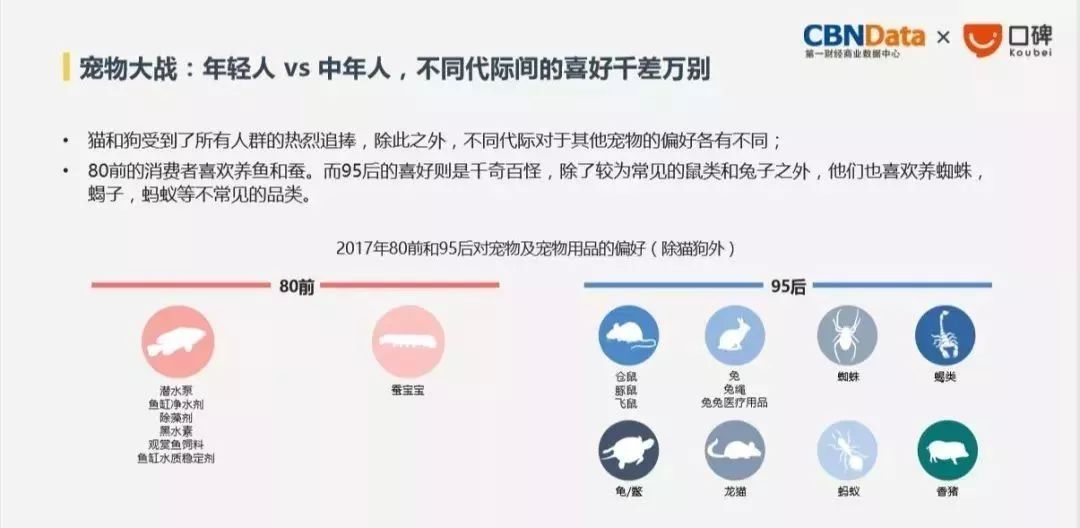 CBNData × 口碑
第一财经商业数据中心 Koubei
宠物大战：年轻人 vs 中年人，不同代际间的喜好千差万别
• 猫和狗受到了所有人群的热烈追捧，除此之外，不同代际对于其他宠物的偏好各有不同；
• 80前的消费者喜欢养鱼和蚕。而95后的喜好则是千奇百怪，除了较为常见的鼠类和兔子之外，他们也喜欢养蜘蛛，
蝎子，蚂蚁等不常见的品类。
2017年80前和95后对宠物及宠物用品的偏好（除猫狗外）
80前
潜水泵
鱼缸净水剂
除藻剂
黑水素
观赏鱼饲料
鱼缸水质稳定剂
蚕宝宝
95后
仓鼠
豚鼠
飞鼠
兔
兔绳
兔兔医疗用品
蜘蛛
蝎类
龟/鳖
龙猫
蚂蚁
香猪